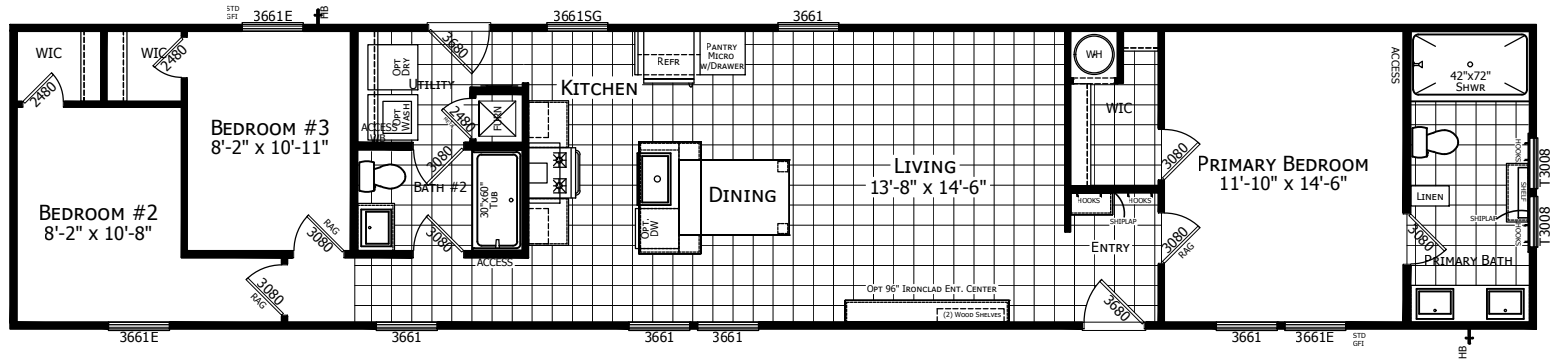 STD
GFI
3661E
HB
3661SG
3661
WIC
WIC
2480
2480
3680
OPT
DRY
UTILITY
OPT
WASH
ACCESS
W/B
2480
FURN
KITCHEN
REFR
PANTRY
MICRO
W/DRAWER
WH
WIC
ACCESS
42"x72"
SHWR
BEDROOM #3
8'-2" x 10'-11"
3080
BATH #2
30"x60"
TUB
DINING
LIVING
13'-8" x 14'-6"
3080
PRIMARY BEDROOM
11'-10" x 14'-6"
HOOKS
T3008
LINEN
SHELF
SHIPLAP
HOOKS
T3008
BEDROOM #2
8'-2" x 10'-8"
RAG
3080
3080
ACCESS
OPT.
DW
HOOKS
HOOKS
SHIPLAP
ENTRY
3080
RAG
3080
PRIMARY BATH
3080
RAG
OPT 96" IRONCLAD ENT. CENTER
(2) WOOD SHELVES
3680
3661E
3661
3661
3661
3661
3661E
STD
GFI
HB